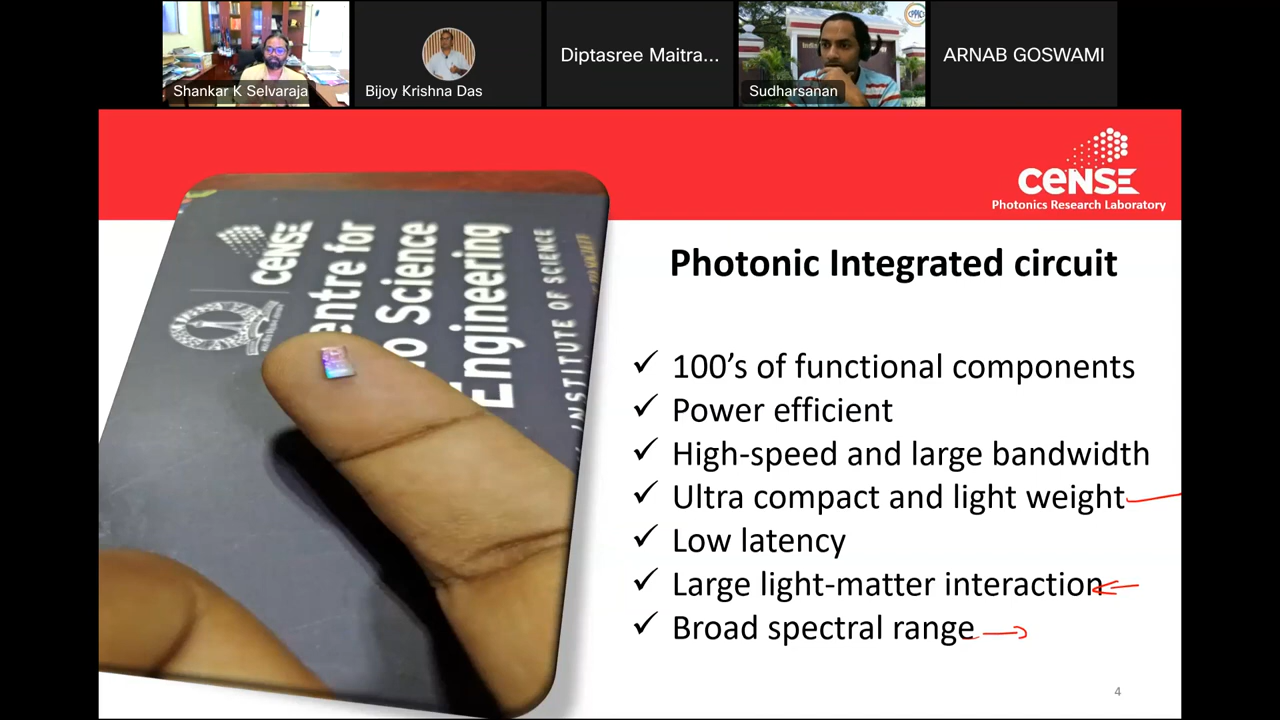 Shankar K Selvaraja
Bijoy Krishna Das
Diptasree Maitra...
Sudharsanan
ARNAB GOSWAMI
CeNSE
Photonics Research Laboratory
CeNSE
entre for
no Science
Engineering
INSTITUTE OF SCIENCE
Photonic Integrated circuit
✓ 100's of functional components
✓ Power efficient
✓ High-speed and large bandwidth
✓ Ultra compact and light weight
✓ Low latency
✓ Large light-matter interaction
✓ Broad spectral range
4